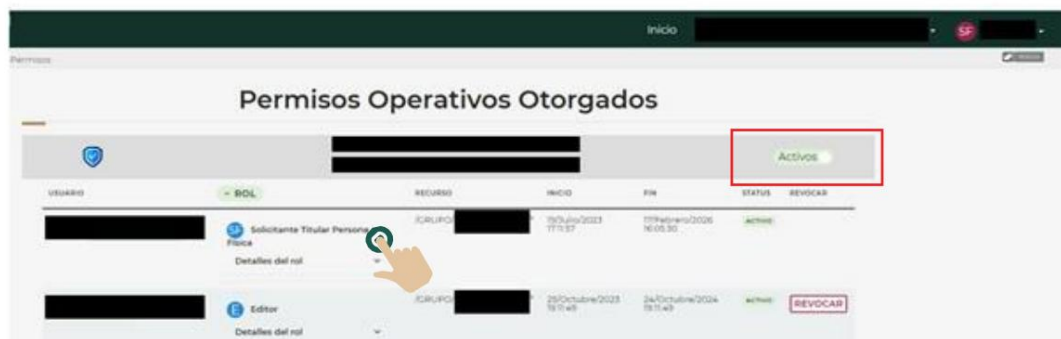 Inicio
SF
Permisos
Permisos Operativos Otorgados
Activos
USUARIO
ROL
RECURSO
INICIO
FIN
STATUS
REVOCAR
SF Solicitante Titular Persona
Física
/GRUPO/
19/Julio/2023
17:11:57
17/Febrero/2026
16:05:30
ACTIVO
Detalles del rol
E Editor
/GRUPO/
25/Octubre/2023
19:11:49
24/Octubre/2024
19:11:49
ACTIVO
REVOCAR
Detalles del rol